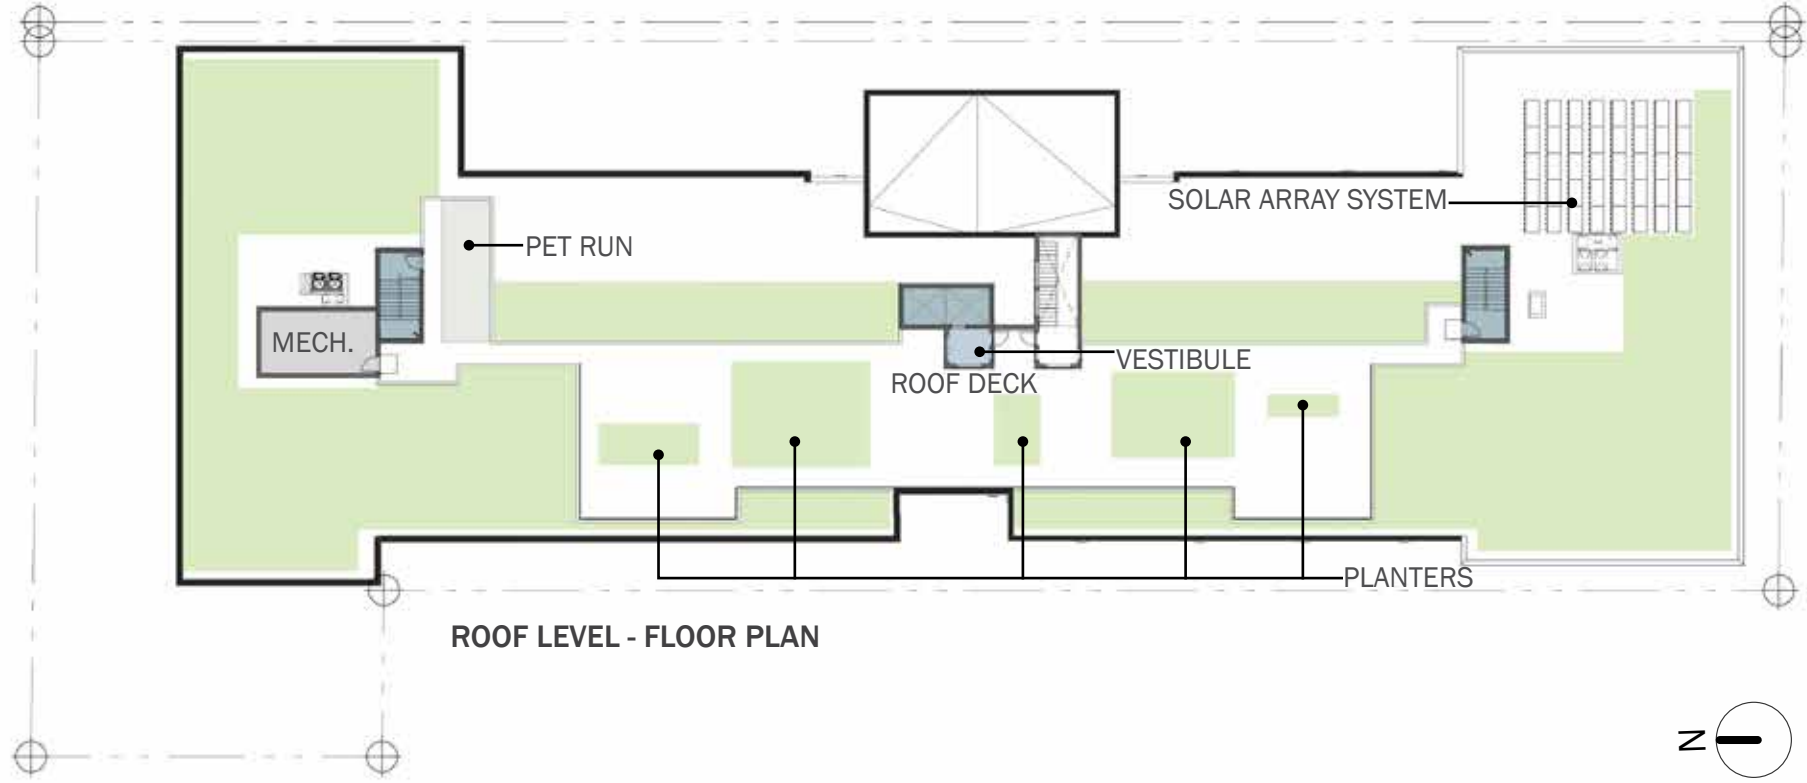 SOLAR ARRAY SYSTEM
PET RUN
MECH.
VESTIBULE
ROOF DECK
PLANTERS
ROOF LEVEL - FLOOR PLAN
N